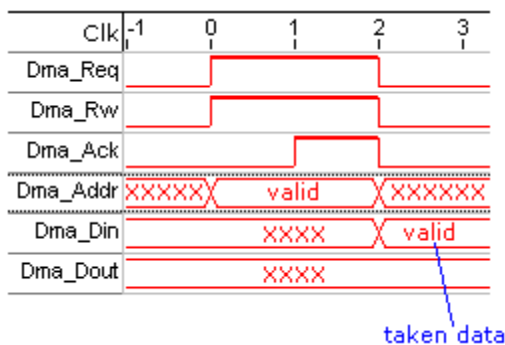 Clk -1 0 1 2 3
Dma_Req
Dma_Rw
Dma_Ack
Dma_Addr XXXXX valid XXXXXX
Dma_Din XXXX valid
Dma_Dout XXXX
taken data